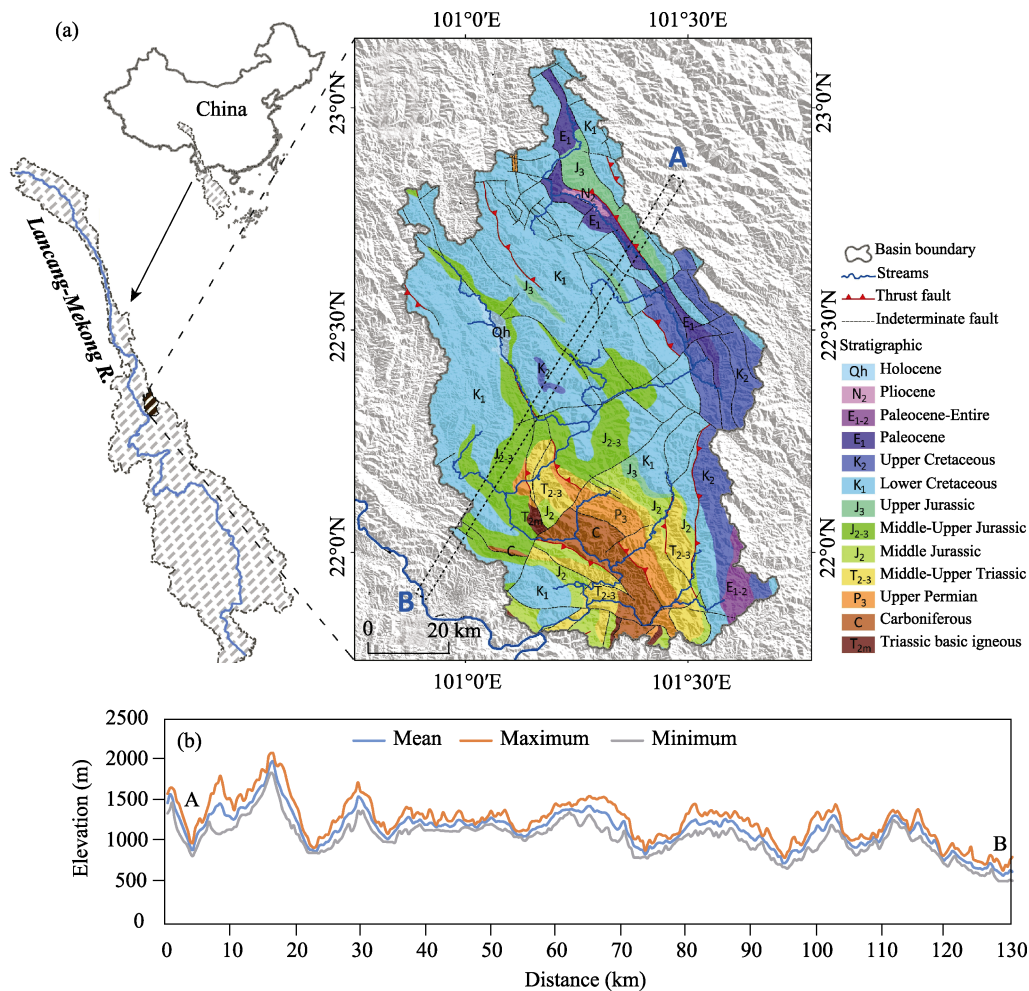 (a)
101°0′E
101°30′E
China
Lancang-Mekong R.
23°0′N
23°0′N
22°30′N
22°30′N
22°0′N
22°0′N
K1
E1
J3
A
N2
E1
K1
J3
E1
Qh
K2
K2
K1
J2-3
K1
J3
K2
T2-3
J2
J2
J2
T2m
P3
C
C
T2-3
J2
K1
T2-3
E1-2
B
0 20 km
101°0′E
101°30′E
Basin boundary
Streams
Thrust fault
Indeterminate fault
Stratigraphic
Qh Holocene
N2 Pliocene
E1-2 Paleocene-Entire
E1 Paleocene
K2 Upper Cretaceous
K1 Lower Cretaceous
J3 Upper Jurassic
J2-3 Middle-Upper Jurassic
J2 Middle Jurassic
T2-3 Middle-Upper Triassic
P3 Upper Permian
C Carboniferous
T2m Triassic basic igneous
(b)
Mean Maximum Minimum
Elevation (m)
2500
2000
1500
1000
500
0
A
B
0 10 20 30 40 50 60 70 80 90 100 110 120 130
Distance (km)